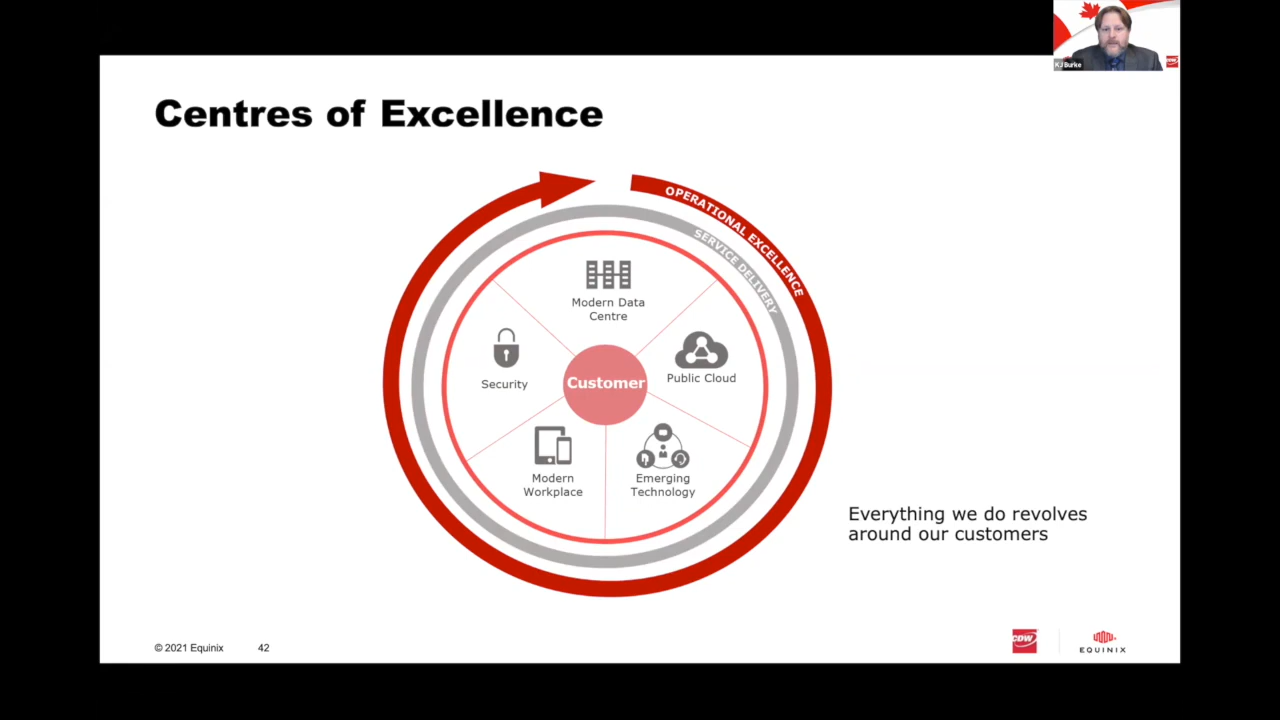 KJ Burke
CDW
Centres of Excellence
OPERATIONAL EXCELLENCE
SERVICE DELIVERY
Modern Data
Centre
Security
Customer
Public Cloud
Modern
Workplace
Emerging
Technology
Everything we do revolves
around our customers
© 2021 Equinix
42
CDW
EQUINIX